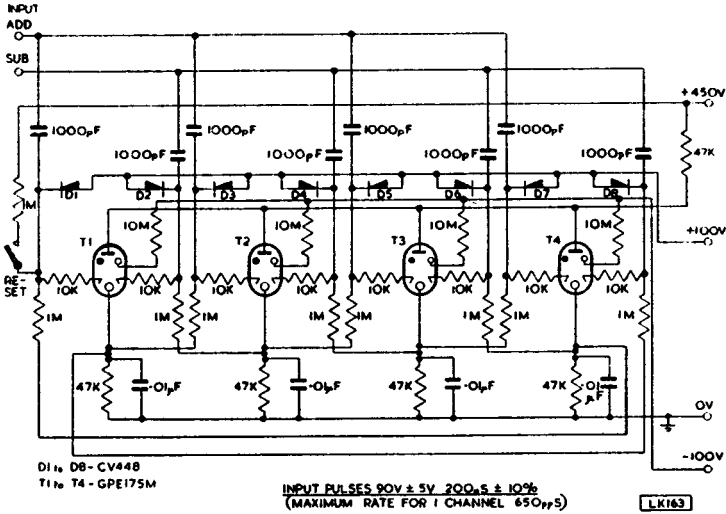 INPUT
ADD
SUB
+450V
1000pF 1000pF 1000pF 1000pF
1000pF 1000pF 1000pF 1000pF
47K
D1 D2 D3 D4 D5 D6 D7 D8
1M
10M 10M 10M 10M
+100V
T1 T2 T3 T4
RE-
SET
10K 10K 10K 10K 10K 10K 10K 10K
1M 1M 1M 1M 1M 1M 1M 1M
47K ·01µF 47K ·01µF 47K ·01µF 47K ·01
µF
0V
-100V
D1 to D8 - CV448
T1 to T4 - GPE175M
INPUT PULSES 90V ± 5V 200µS ± 10%
(MAXIMUM RATE FOR 1 CHANNEL 650ppS)
LK163